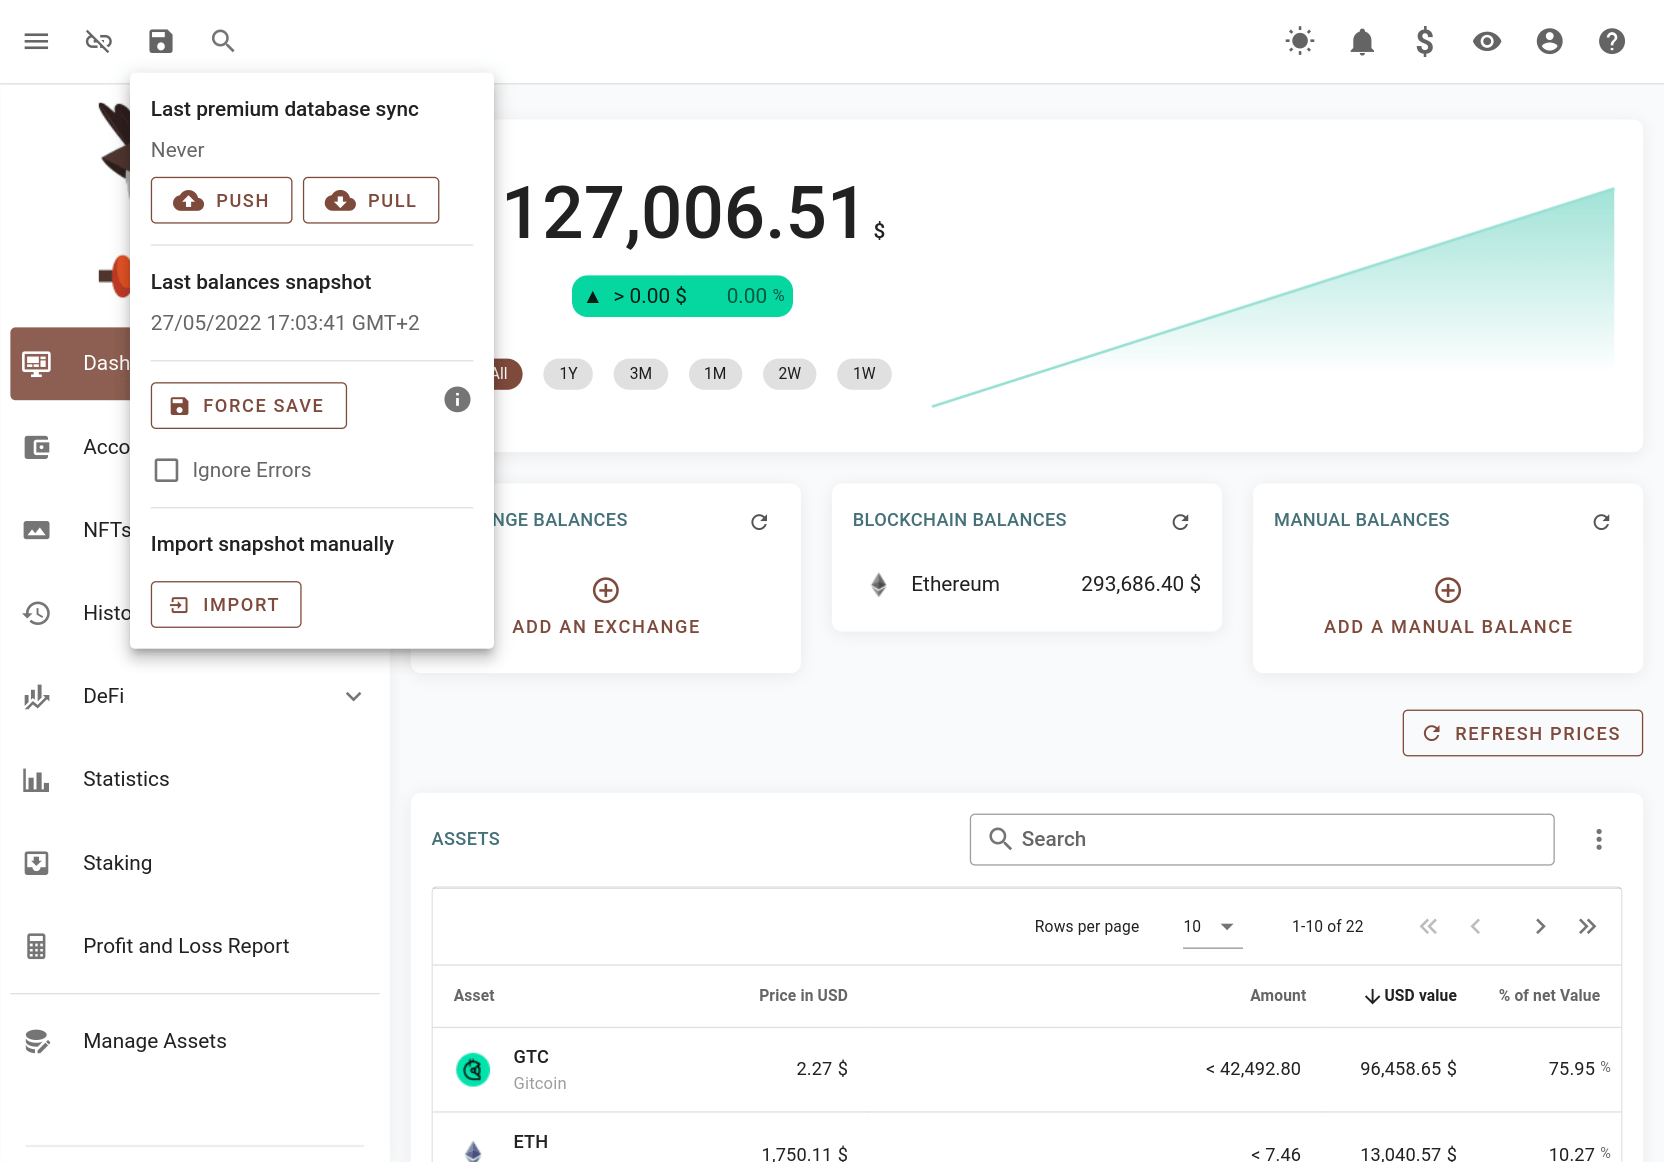 Last premium database sync
Never
PUSH PULL
Last balances snapshot
27/05/2022 17:03:41 GMT+2
FORCE SAVE
Ignore Errors
Import snapshot manually
IMPORT
DeFi
Statistics
Staking
Profit and Loss Report
Manage Assets
127,006.51 $
▲ > 0.00 $ 0.00 %
All 1Y 3M 1M 2W 1W
NGE BALANCES
ADD AN EXCHANGE
BLOCKCHAIN BALANCES
Ethereum 293,686.40 $
MANUAL BALANCES
ADD A MANUAL BALANCE
REFRESH PRICES
ASSETS
Search
Rows per page 10 1-10 of 22
Asset Price in USD Amount USD value % of net Value
GTC
Gitcoin
2.27 $ < 42,492.80 96,458.65 $ 75.95 %
ETH
1,750.11 $ < 7.46 13,040.57 $ 10.27 %